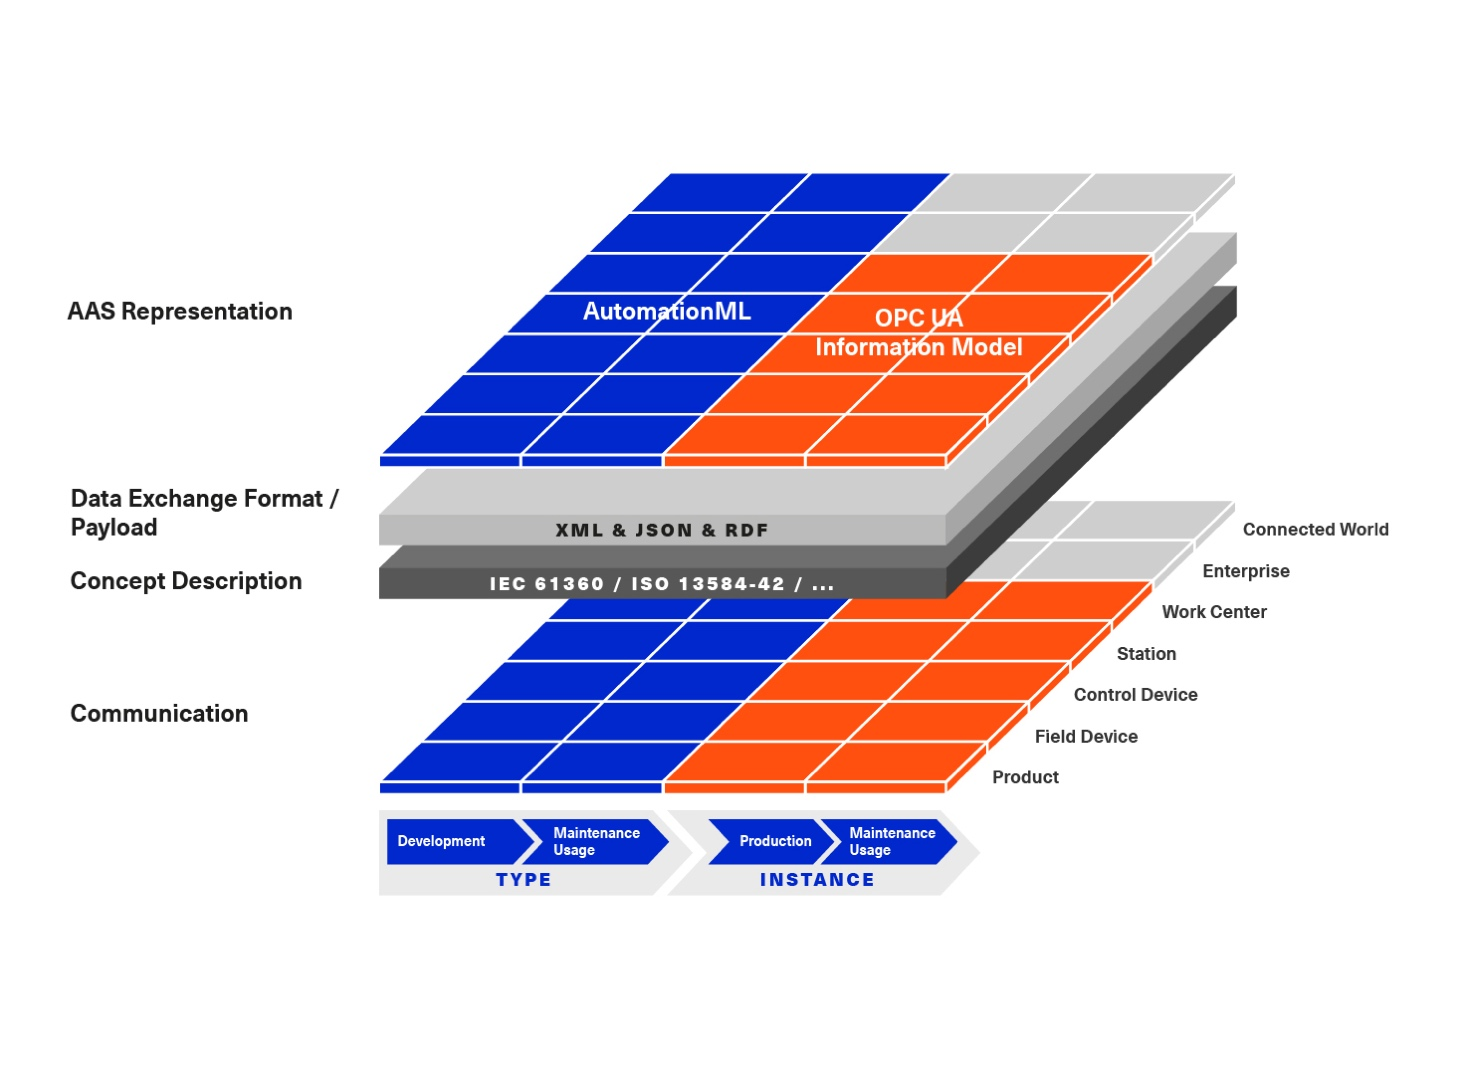 AAS Representation
AutomationML
OPC UA
Information Model
Data Exchange Format /
Payload
XML & JSON & RDF
Concept Description
IEC 61360 / ISO 13584-42 / ...
Connected World
Enterprise
Work Center
Station
Control Device
Field Device
Product
Communication
Development
Maintenance
Usage
TYPE
Production
Maintenance
Usage
INSTANCE